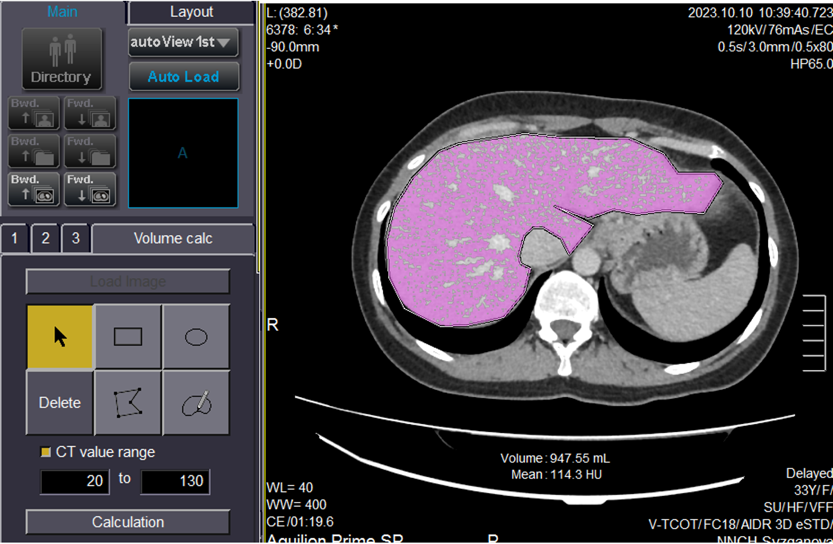 Main
Layout
Directory
auto View 1st
Auto Load
Bwd.
Fwd.
Bwd.
Fwd.
Bwd.
Fwd.
A
1
2
3
Volume calc
Load Image
Delete
CT value range
20
to
130
Calculation
L: (382.81)
6378: 6:34*
-90.0mm
+0.0D
2023.10.10 10:39:40.723
120kV/76mAs/EC
0.5s/3.0mm/0.5x80
HP65.0
R
Volume : 947.55 mL
Mean : 114.3 HU
WL= 40
WW= 400
CE/01:19.6
Aquilion Prime SP
P
Delayed
33Y/F/
SU/HF/VFF
V-TCOT/FC18/AIDR 3D eSTD/
NNCH Syzganova